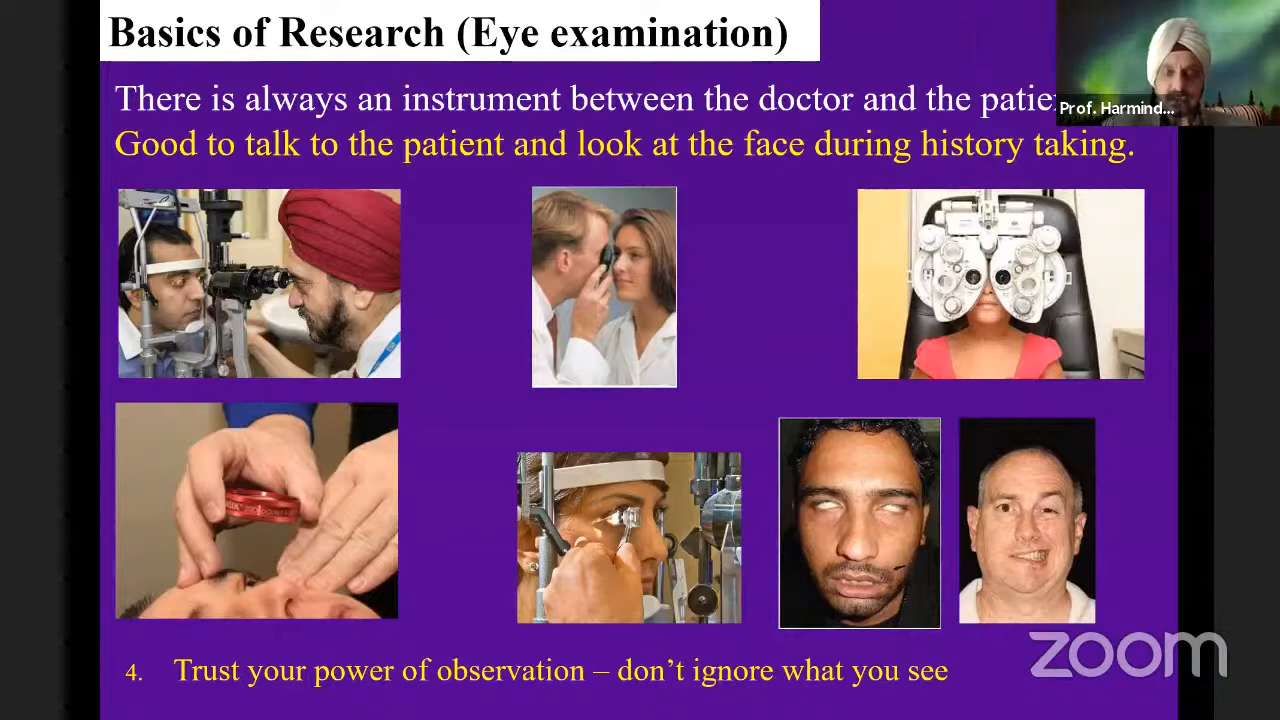 Basics of Research (Eye examination)
There is always an instrument between the doctor and the
Prof. Harmind...
Good to talk to the patient and look at the face during history taking.
4. Trust your power of observation – don’t ignore what you see
zoom